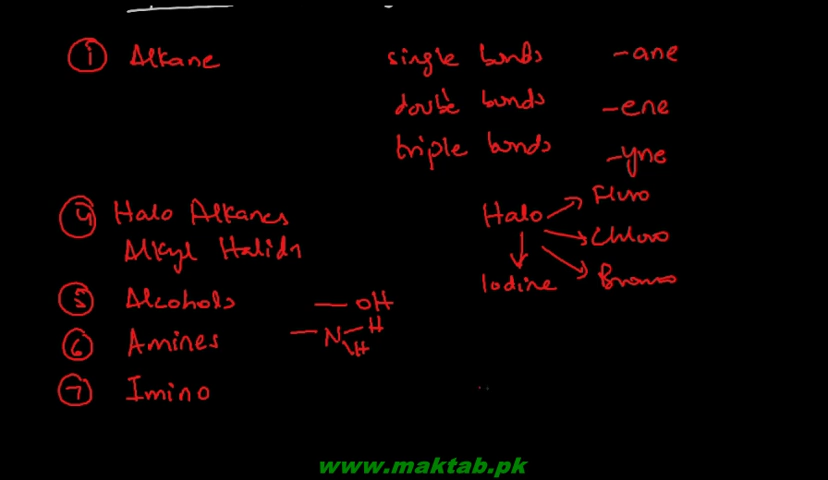 ① Alkane single bonds -ane
double bonds -ene
triple bonds -yne
④ Halo Alkanes Halo Fluro
Alkyl Halids Chloro
Iodine Bromo
⑤ Alcohols — OH
⑥ Amines — N H
H
⑦ Imino
www.maktab.pk